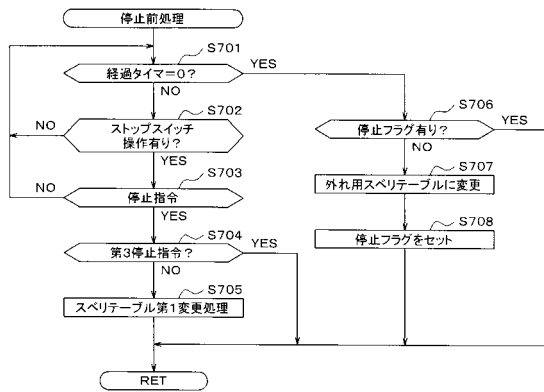 停止前処理
S701
経過タイマ=0?
YES
NO
S702
NO
ストップスイッチ
操作有り?
YES
S703
NO
停止指令
YES
S704
第3停止指令?
YES
NO
S705
スベリテーブル第1変更処理
RET
S706
停止フラグ有り?
YES
NO
S707
外れ用スベリテーブルに変更
S708
停止フラグをセット